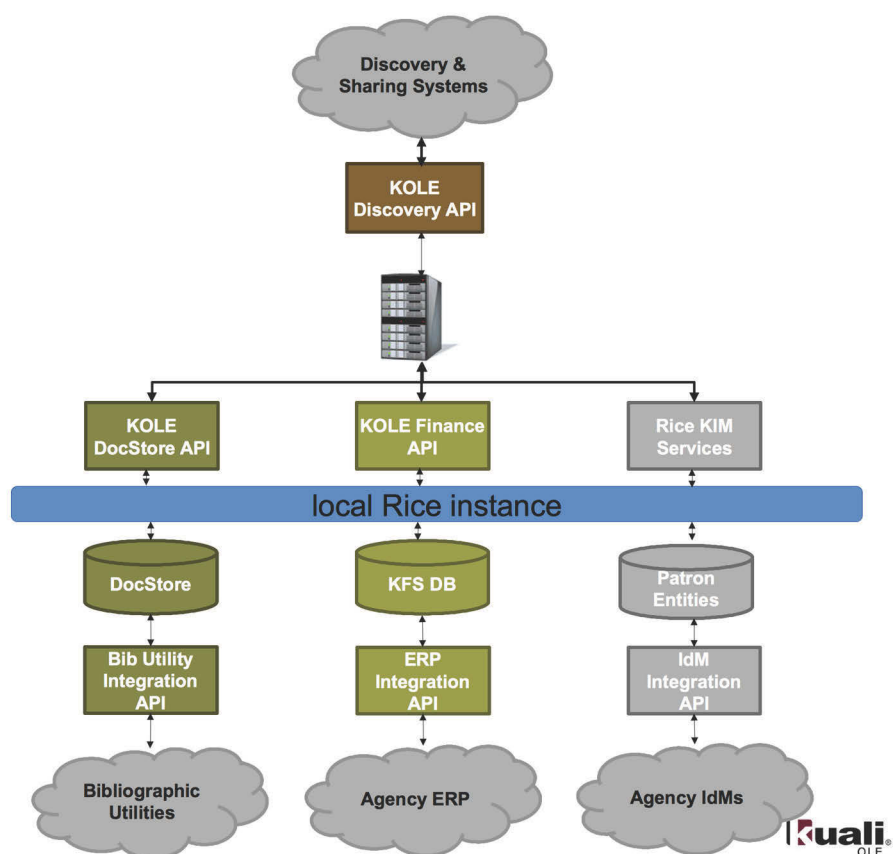 Discovery &
Sharing Systems
KOLE
Discovery API
KOLE
DocStore API
KOLE Finance
API
Rice KIM
Services
local Rice instance
DocStore
KFS DB
Patron
Entities
Bib Utility
Integration
API
ERP
Integration
API
IdM
Integration
API
Bibliographic
Utilities
Agency ERP
Agency IdMs
kuali®
OLE